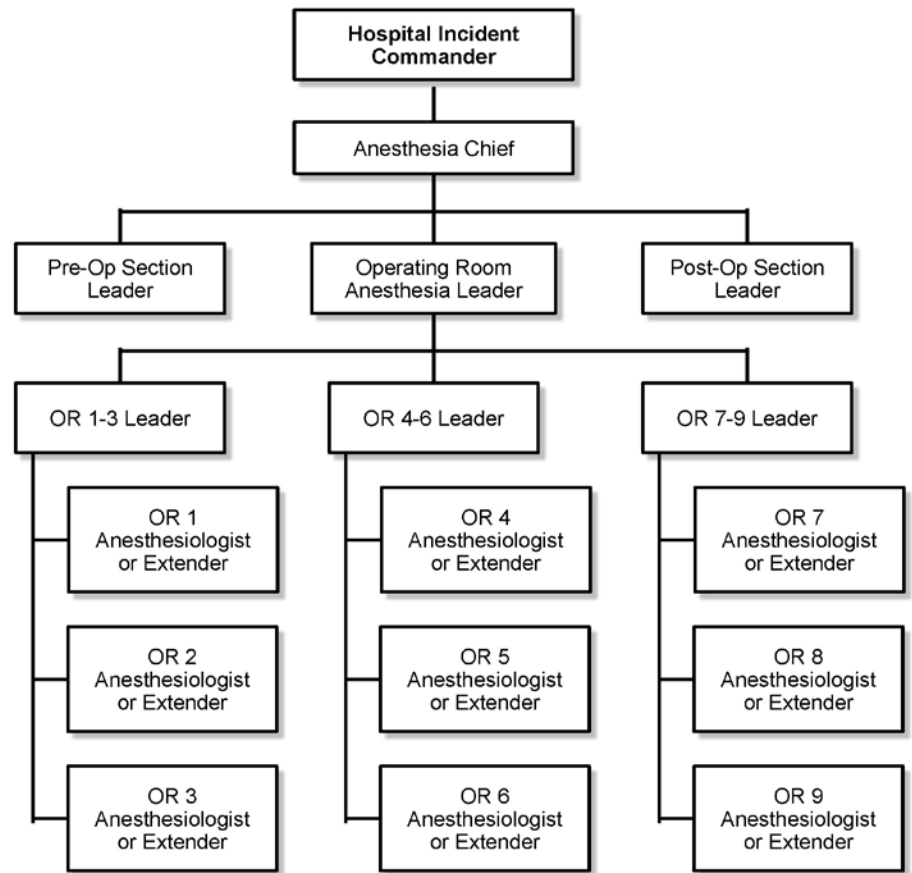 Hospital Incident
Commander
Anesthesia Chief
Pre-Op Section
Leader
Operating Room
Anesthesia Leader
Post-Op Section
Leader
OR 1-3 Leader
OR 4-6 Leader
OR 7-9 Leader
OR 1
Anesthesiologist
or Extender
OR 4
Anesthesiologist
or Extender
OR 7
Anesthesiologist
or Extender
OR 2
Anesthesiologist
or Extender
OR 5
Anesthesiologist
or Extender
OR 8
Anesthesiologist
or Extender
OR 3
Anesthesiologist
or Extender
OR 6
Anesthesiologist
or Extender
OR 9
Anesthesiologist
or Extender